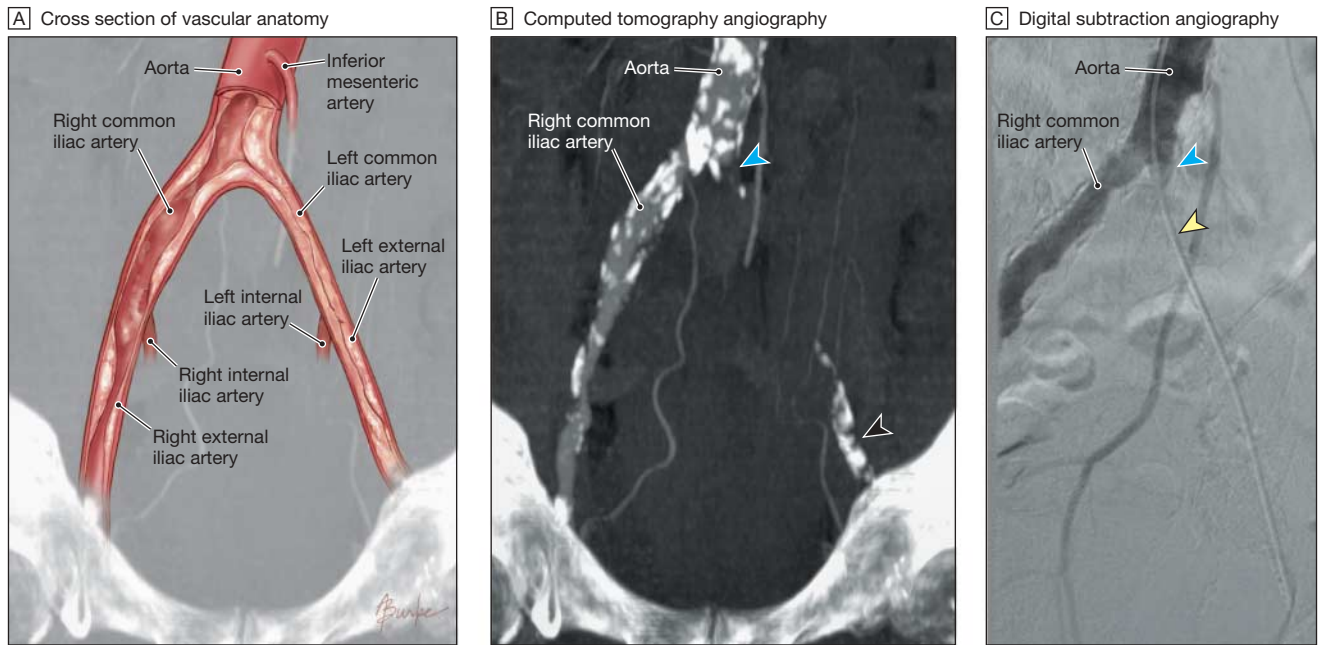 A Cross section of vascular anatomy
Aorta
Inferior
mesenteric
artery
Right common
iliac artery
Left common
iliac artery
Left external
iliac artery
Left internal
iliac artery
Right internal
iliac artery
Right external
iliac artery
ABurke
B Computed tomography angiography
Aorta
Right common
iliac artery
C Digital subtraction angiography
Aorta
Right common
iliac artery